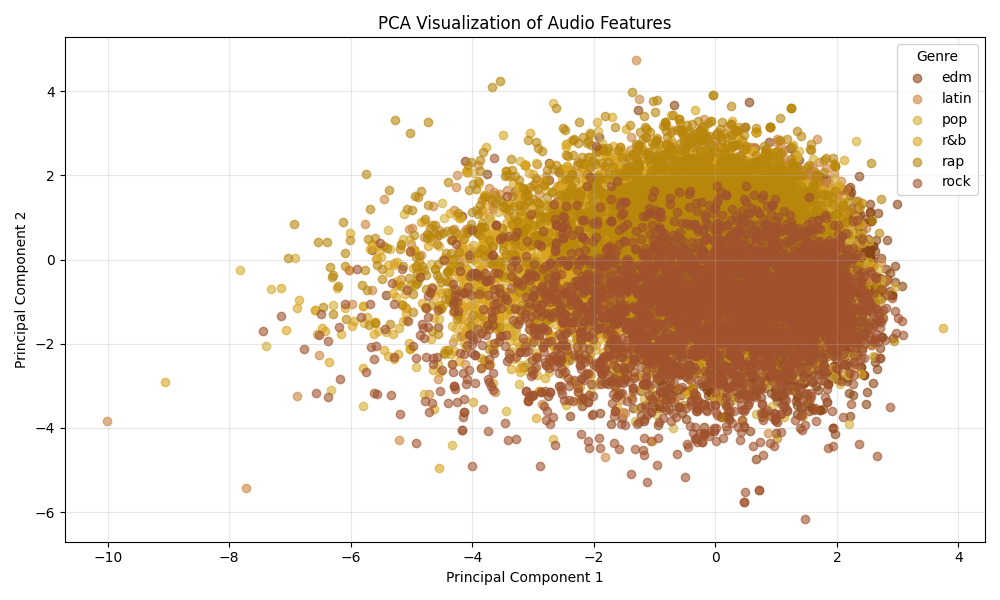 PCA Visualization of Audio Features
Genre
edm
latin
pop
r&b
rap
rock
Principal Component 2
4
2
0
−2
−4
−6
−10
−8
−6
−4
−2
0
2
4
Principal Component 1